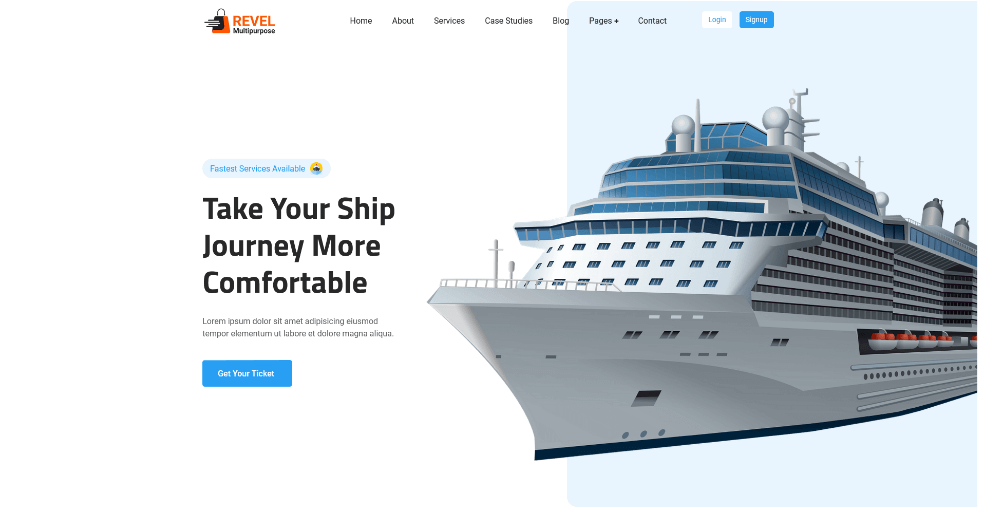 REVEL
Multipurpose
Home
About
Services
Case Studies
Blog
Pages +
Contact
Login
Signup
Fastest Services Available
Take Your Ship
Journey More
Comfortable
Lorem ipsum dolor sit amet adipisicing eiusmod
tempor elementum ut labore et dolore magna aliqua.
Get Your Ticket